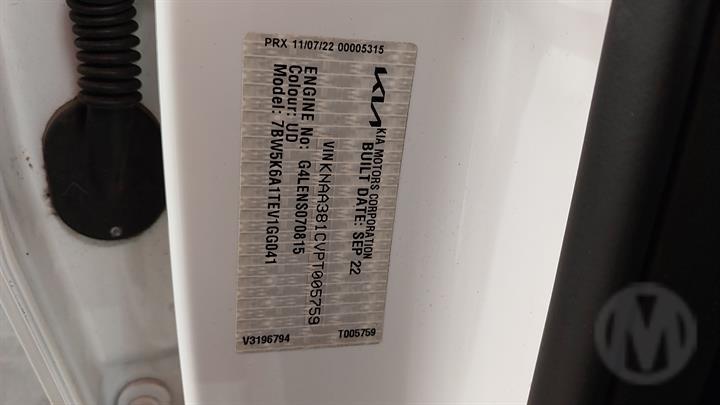 PRX 11/07/22 00005315
KIA
KIA MOTORS CORPORATION
BUILT DATE: SEP 22
VIN KNAA381CVPT005759
ENGINE No: G4LENS070815
Colour: UD
Model: 7BW5K6A1TEV1GG041
V3196794
T005759
M